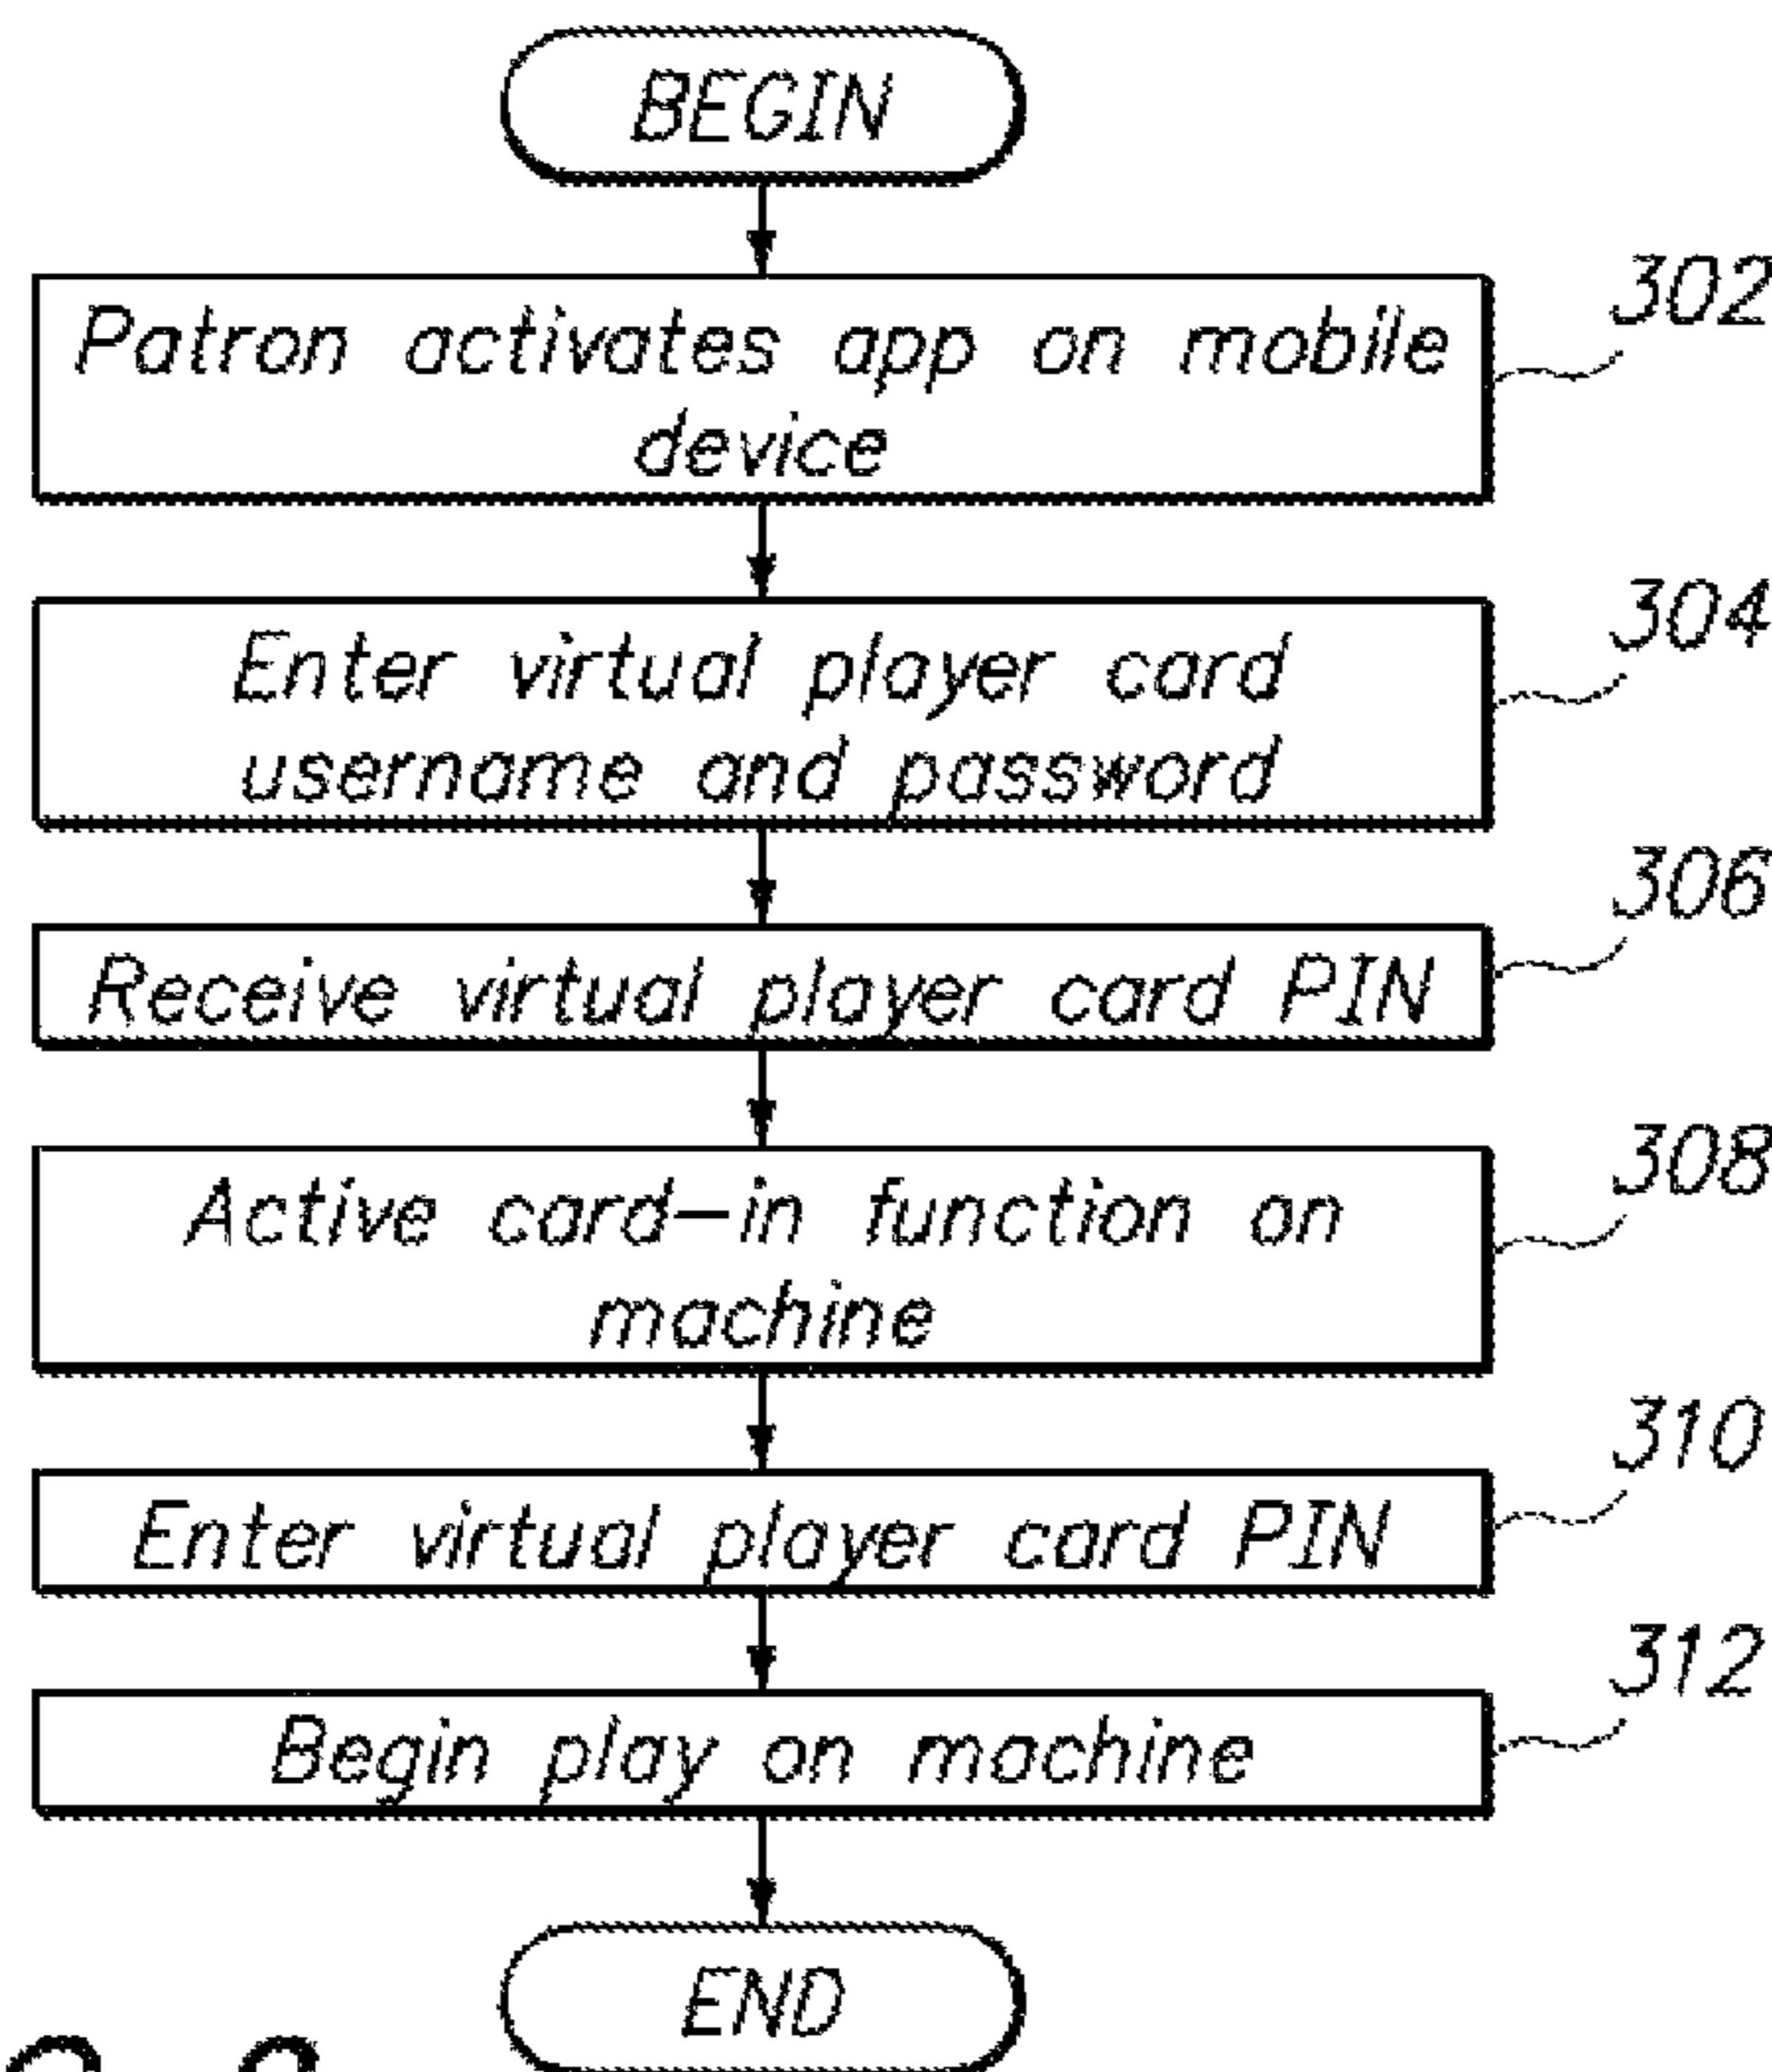 BEGIN
Patron activates app on mobile
device
302
Enter virtual player card
username and password
304
Receive virtual player card PIN
306
Active card-in function on
machine
308
Enter virtual player card PIN
310
Begin play on machine
312
END